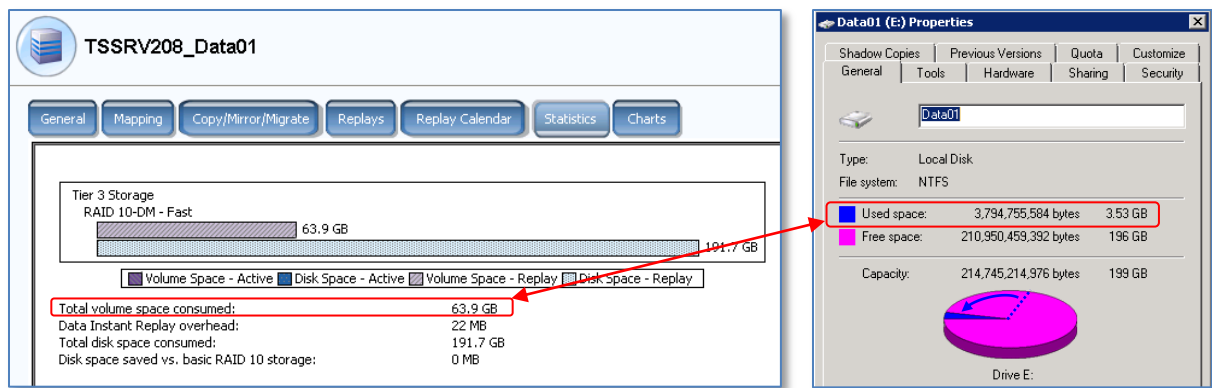 TSSRV208_Data01
General Mapping Copy/Mirror/Migrate Replays Replay Calendar Statistics Charts
Tier 3 Storage
RAID 10-DM - Fast
63.9 GB
191.7 GB
Volume Space - Active Disk Space - Active Volume Space - Replay Disk Space - Replay
Total volume space consumed: 63.9 GB
Data Instant Replay overhead: 22 MB
Total disk space consumed: 191.7 GB
Disk space saved vs. basic RAID 10 storage: 0 MB
Data01 (E:) Properties
Shadow Copies Previous Versions Quota Customize
General Tools Hardware Sharing Security
Data01
Type: Local Disk
File system: NTFS
Used space: 3,794,755,584 bytes 3.53 GB
Free space: 210,950,459,392 bytes 196 GB
Capacity: 214,745,214,976 bytes 199 GB
Drive E: